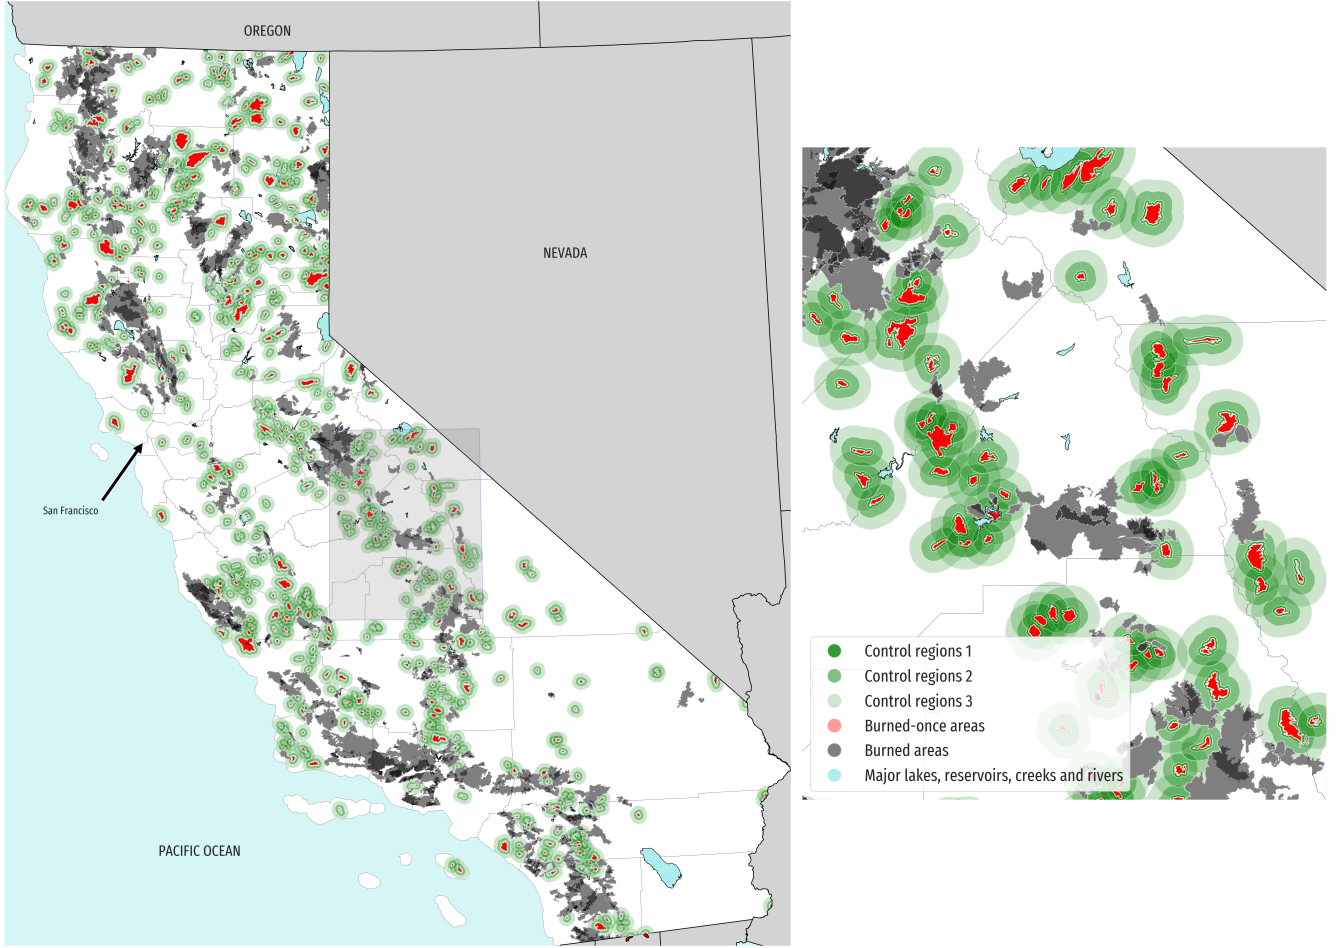 OREGON
NEVADA
San Francisco
PACIFIC OCEAN
Control regions 1
Control regions 2
Control regions 3
Burned-once areas
Burned areas
Major lakes, reservoirs, creeks and rivers